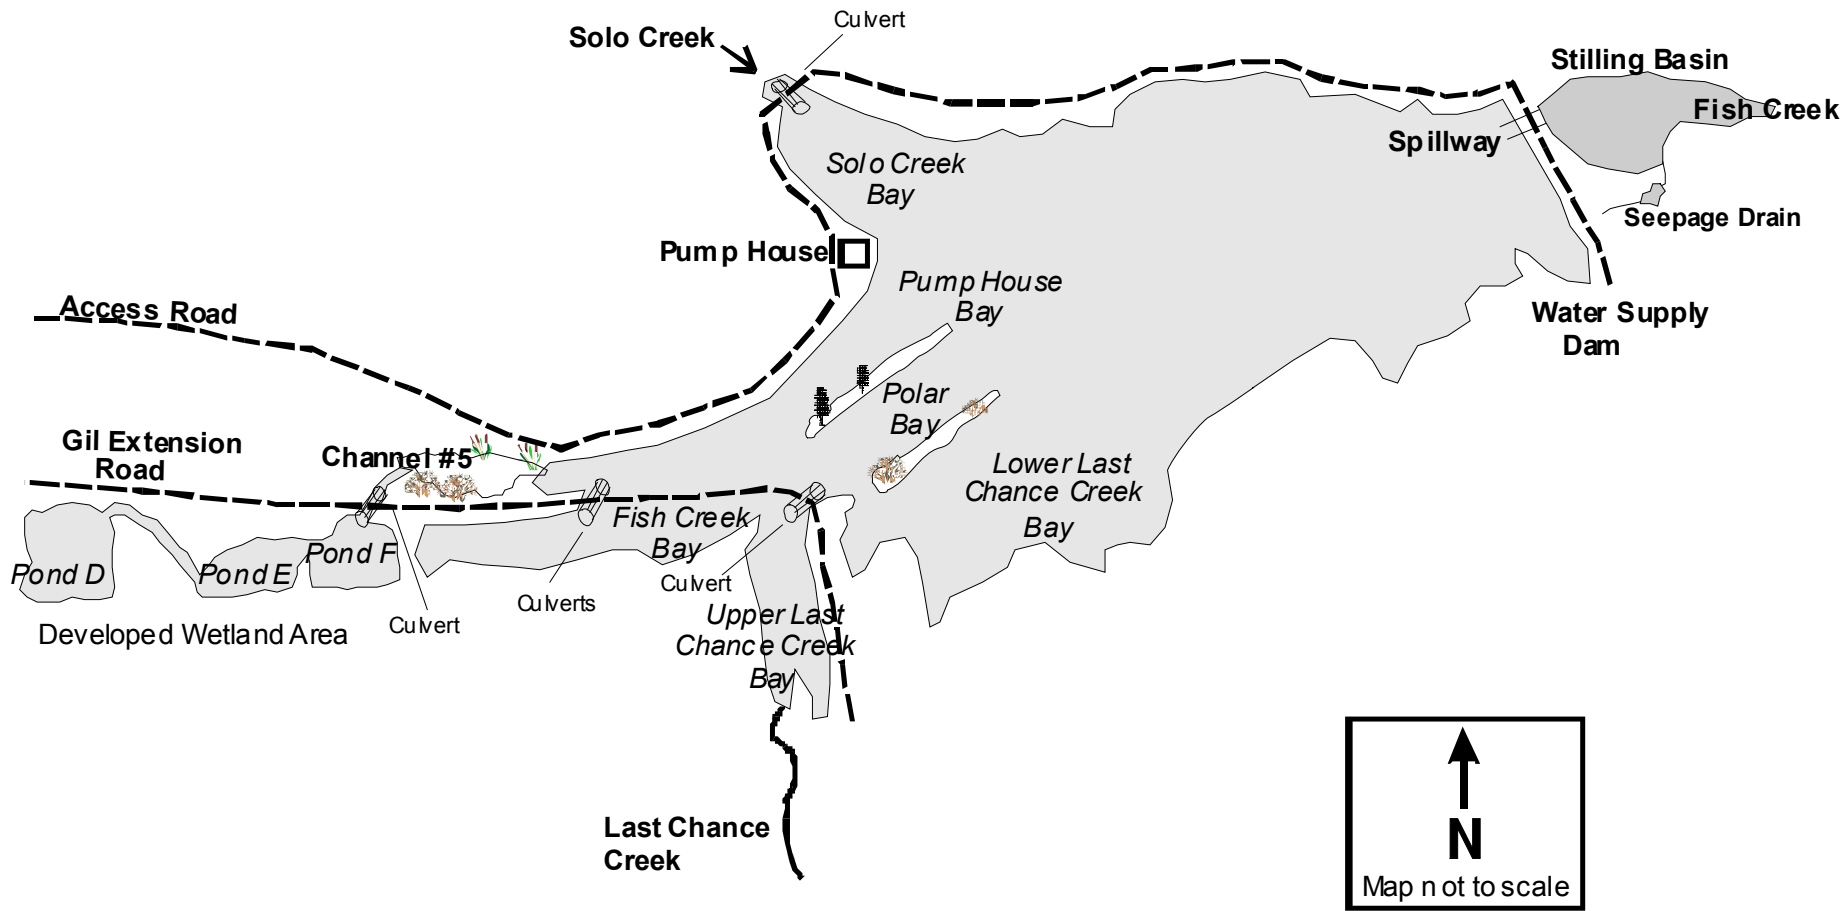 Culvert
Solo Creek
Stilling Basin
Fish Creek
Spillway
Solo Creek
Bay
Seepage Drain
Pump House
Pump House
Bay
Access Road
Water Supply
Dam
Polar
Bay
Gil Extension
Road
Channel #5
Lower Last
Chance Creek
Bay
Fish Creek
Bay
Pond D
Pond E
Pond F
Culvert
Culverts
Culvert
Upper Last
Chance Creek
Bay
Developed Wetland Area
Last Chance
Creek
N
Map not to scale